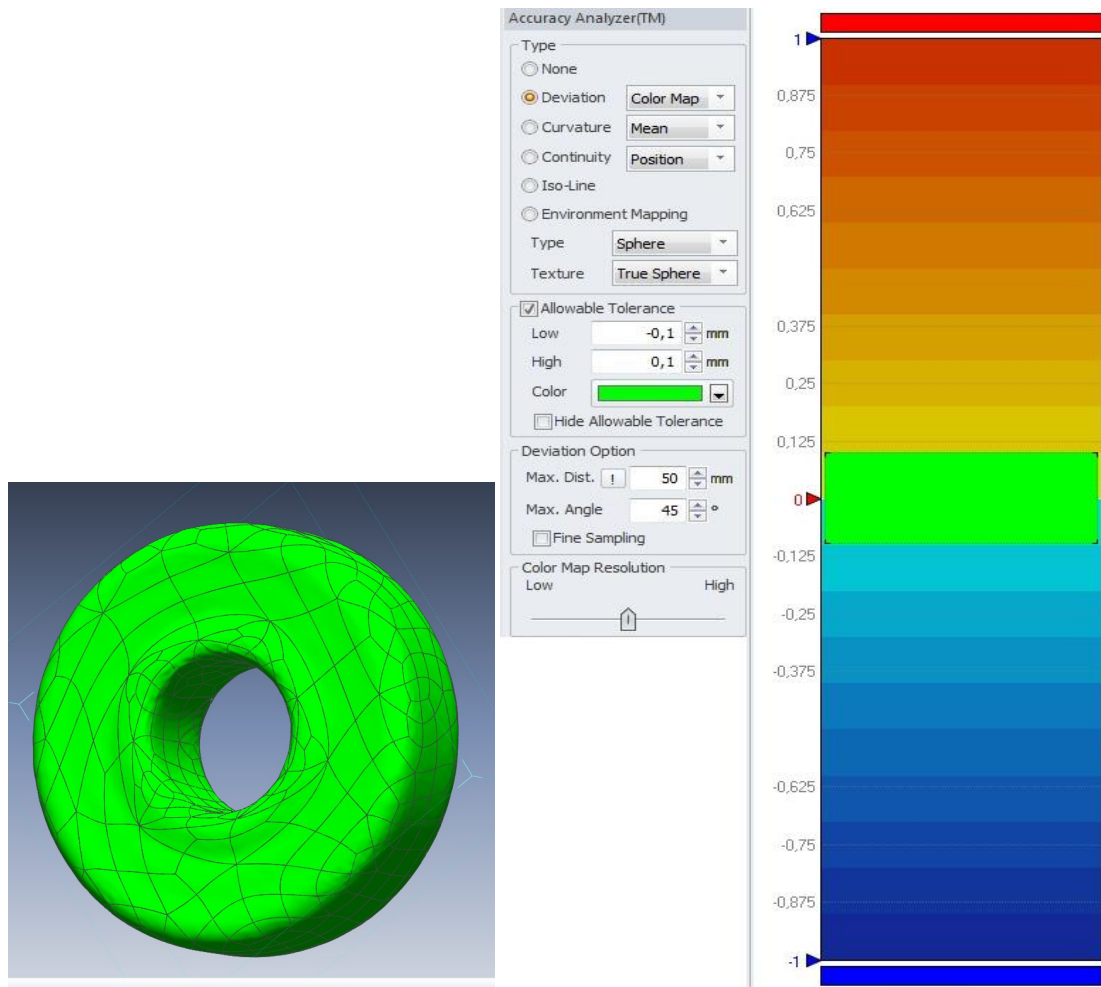 Accuracy Analyzer(TM)
Type
None
Deviation Color Map
Curvature Mean
Continuity Position
Iso-Line
Environment Mapping
Type Sphere
Texture True Sphere
Allowable Tolerance
Low -0,1 mm
High 0,1 mm
Color
Hide Allowable Tolerance
Deviation Option
Max. Dist. ! 50 mm
Max. Angle 45 °
Fine Sampling
Color Map Resolution
Low High
1
0,875
0,75
0,625
0,375
0,25
0,125
0
-0,125
-0,25
-0,375
-0,625
-0,75
-0,875
-1